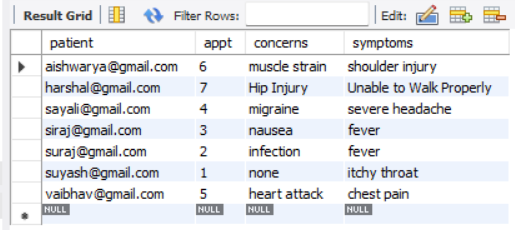 Result Grid Filter Rows: Edit:
patient appt concerns symptoms
aishwarya@gmail.com 6 muscle strain shoulder injury
harshal@gmail.com 7 Hip Injury Unable to Walk Properly
sayali@gmail.com 4 migraine severe headache
siraj@gmail.com 3 nausea fever
suraj@gmail.com 2 infection fever
suyash@gmail.com 1 none itchy throat
vaibhav@gmail.com 5 heart attack chest pain
NULL NULL NULL NULL